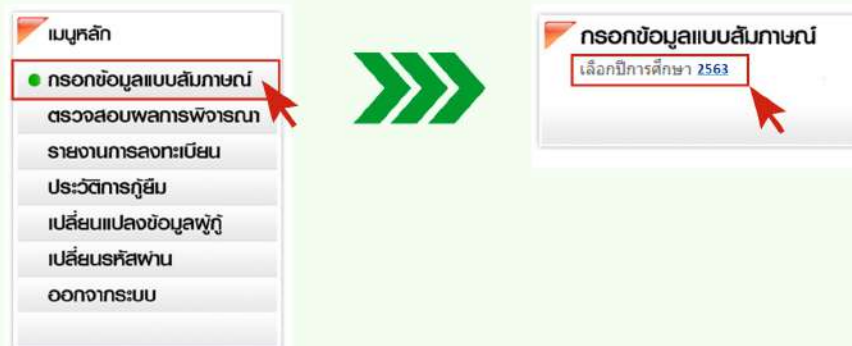 เมนูหลัก
กรอกข้อมูลแบบสัมภาษณ์
ตรวจสอบผลการพิจารณา
รายงานการลงทะเบียน
ประวัติการกู้ยืม
เปลี่ยนแปลงข้อมูลผู้กู้
เปลี่ยนรหัสผ่าน
ออกจากระบบ
กรอกข้อมูลแบบสัมภาษณ์
เลือกปีการศึกษา 2563